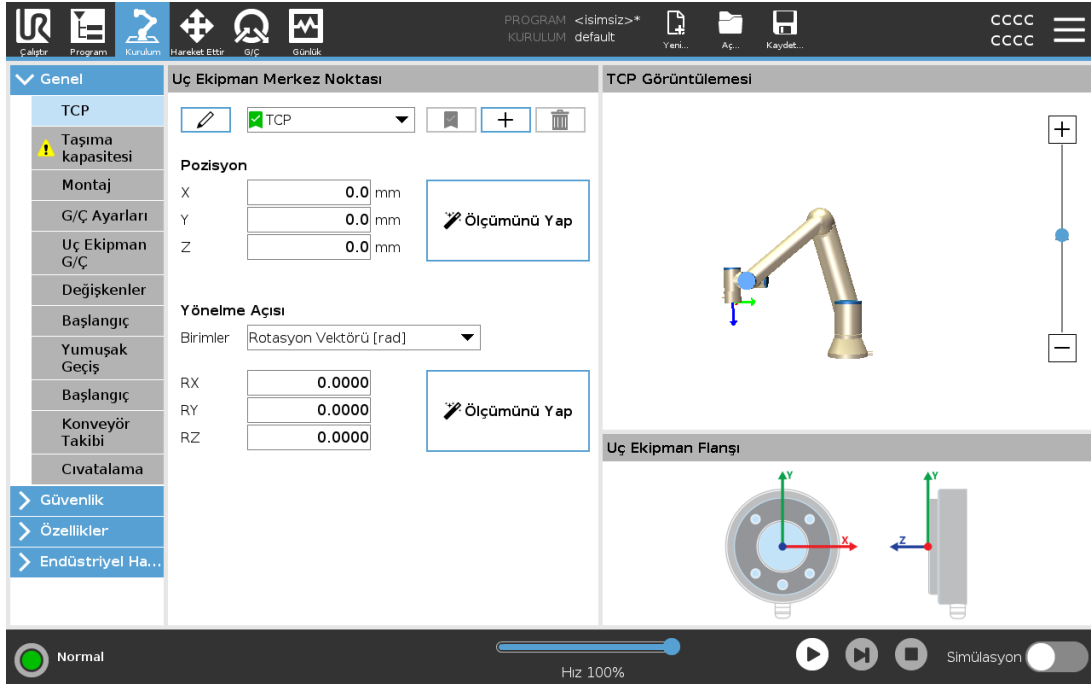 PROGRAM <isimsiz>*
KURULUM default
Çalıştır
Program
Kurulum
Hareket Ettir
G/Ç
Günlük
Yeni...
Aç...
Kaydet...
CCCC
CCCC
Genel
TCP
Taşıma
kapasitesi
Montaj
G/Ç Ayarları
Uç Ekipman
G/Ç
Değişkenler
Başlangıç
Yumuşak
Geçiş
Başlangıç
Konveyör
Takibi
Cıvatalama
Güvenlik
Özellikler
Endüstriyel Ha...
Uç Ekipman Merkez Noktası
TCP
Pozisyon
X 0.0 mm
Y 0.0 mm
Z 0.0 mm
Ölçümünü Yap
Yönelme Açısı
Birimler Rotasyon Vektörü [rad]
RX 0.0000
RY 0.0000
RZ 0.0000
Ölçümünü Yap
TCP Görüntülemesi
Uç Ekipman Flanşı
Y
X
Y
Z
Normal
Hız 100%
Simülasyon